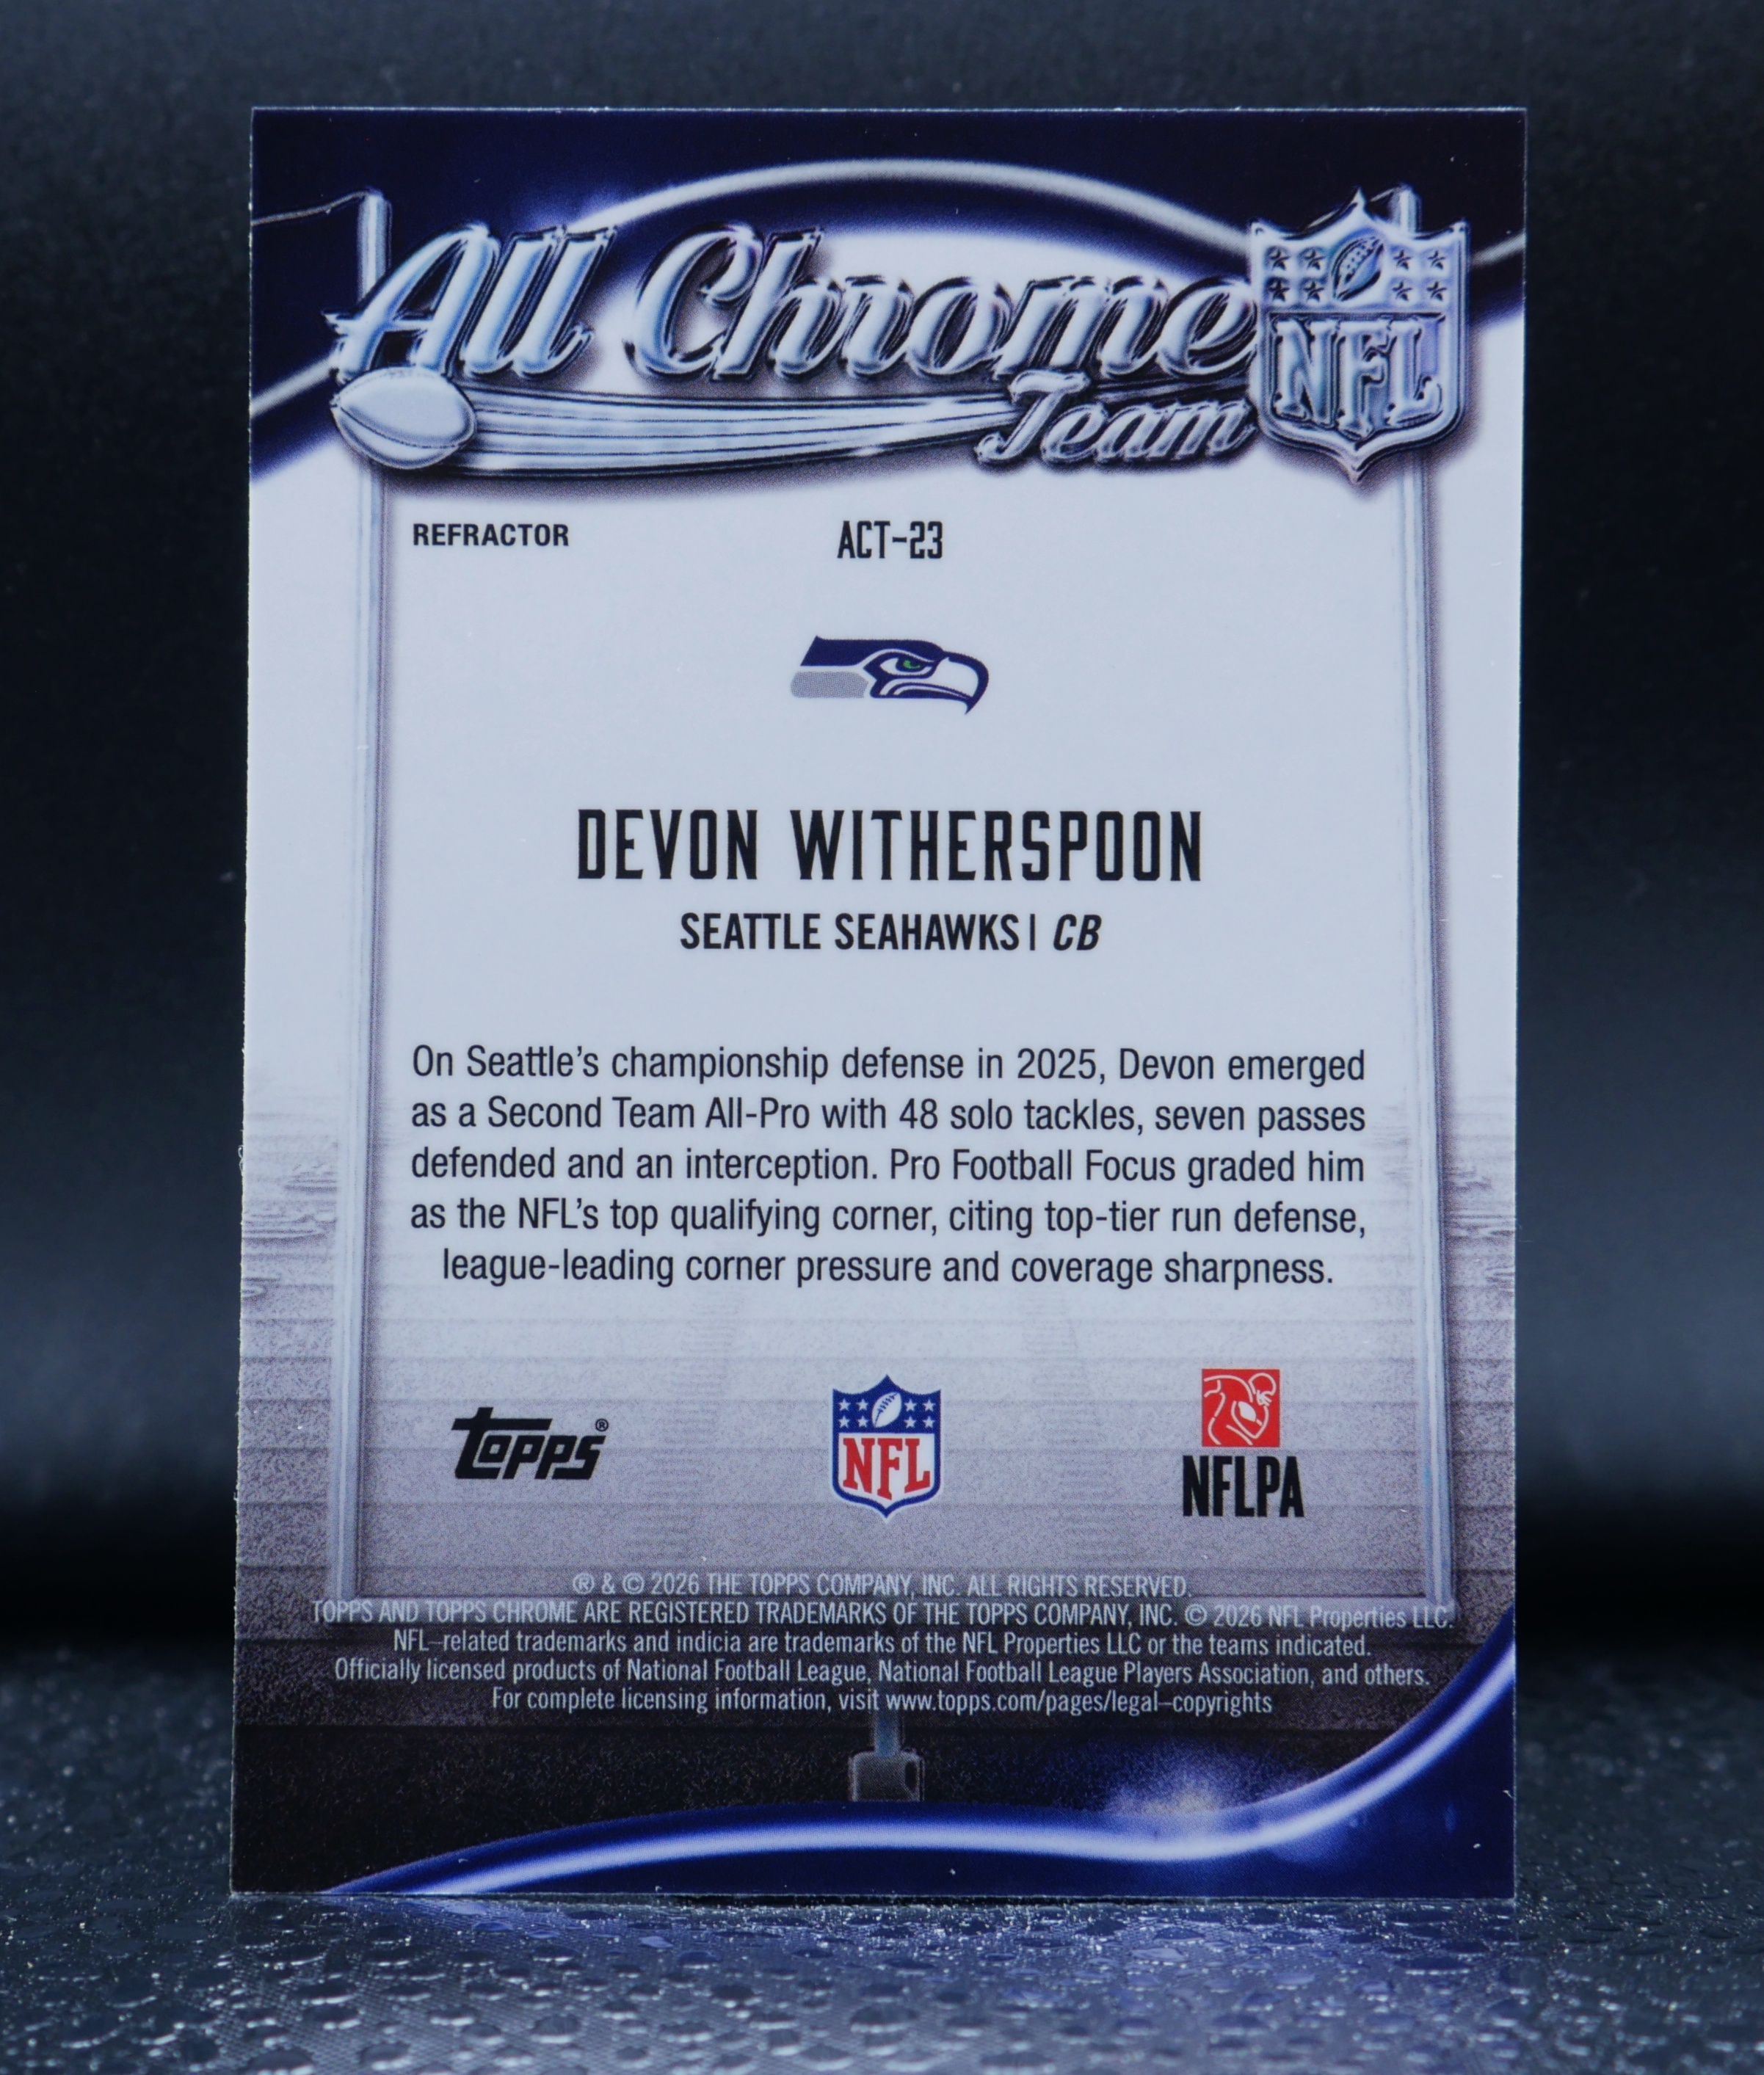 All Chrome
Team
NFL
REFRACTOR
ACT-23
DEVON WITHERSPOON
SEATTLE SEAHAWKS | CB
On Seattle's championship defense in 2025, Devon emerged
as a Second Team All-Pro with 48 solo tackles, seven passes
defended and an interception. Pro Football Focus graded him
as the NFL's top qualifying corner, citing top-tier run defense,
league-leading corner pressure and coverage sharpness.
topps®
NFL
NFLPA
® & © 2026 THE TOPPS COMPANY, INC. ALL RIGHTS RESERVED.
TOPPS AND TOPPS CHROME ARE REGISTERED TRADEMARKS OF THE TOPPS COMPANY, INC. © 2026 NFL Properties LLC.
NFL-related trademarks and indicia are trademarks of the NFL Properties LLC or the teams indicated.
Officially licensed products of National Football League, National Football League Players Association, and others.
For complete licensing information, visit www.topps.com/pages/legal-copyrights